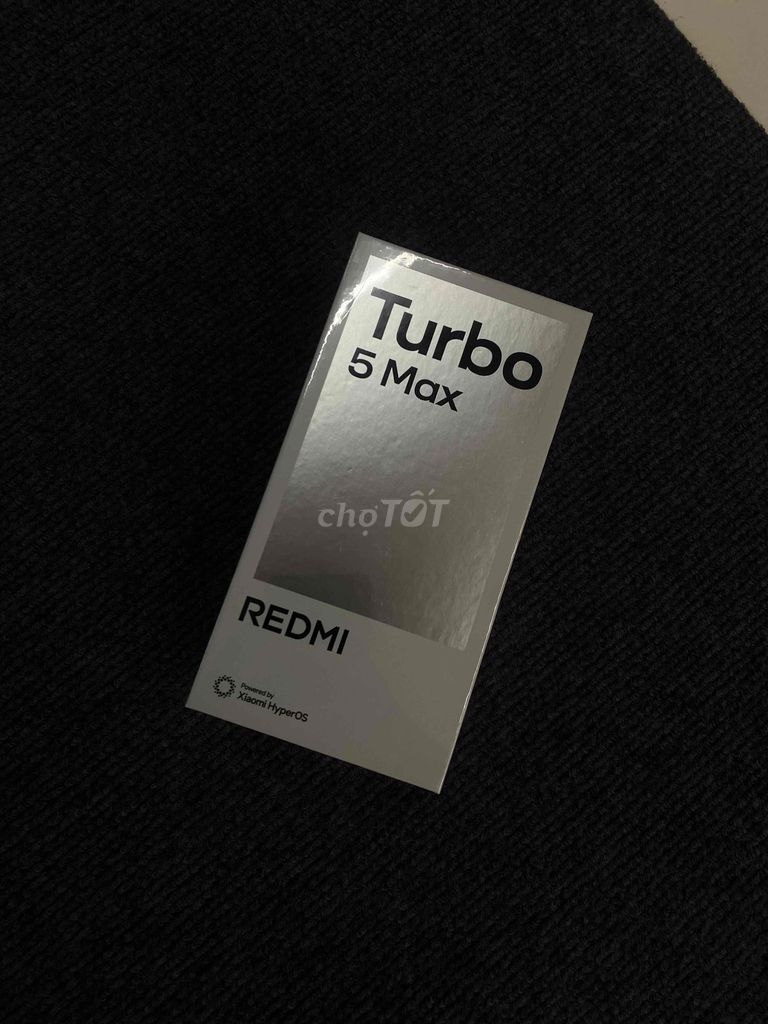 Turbo
5 Max
chợTỐT
REDMI
Powered by
Xiaomi HyperOS